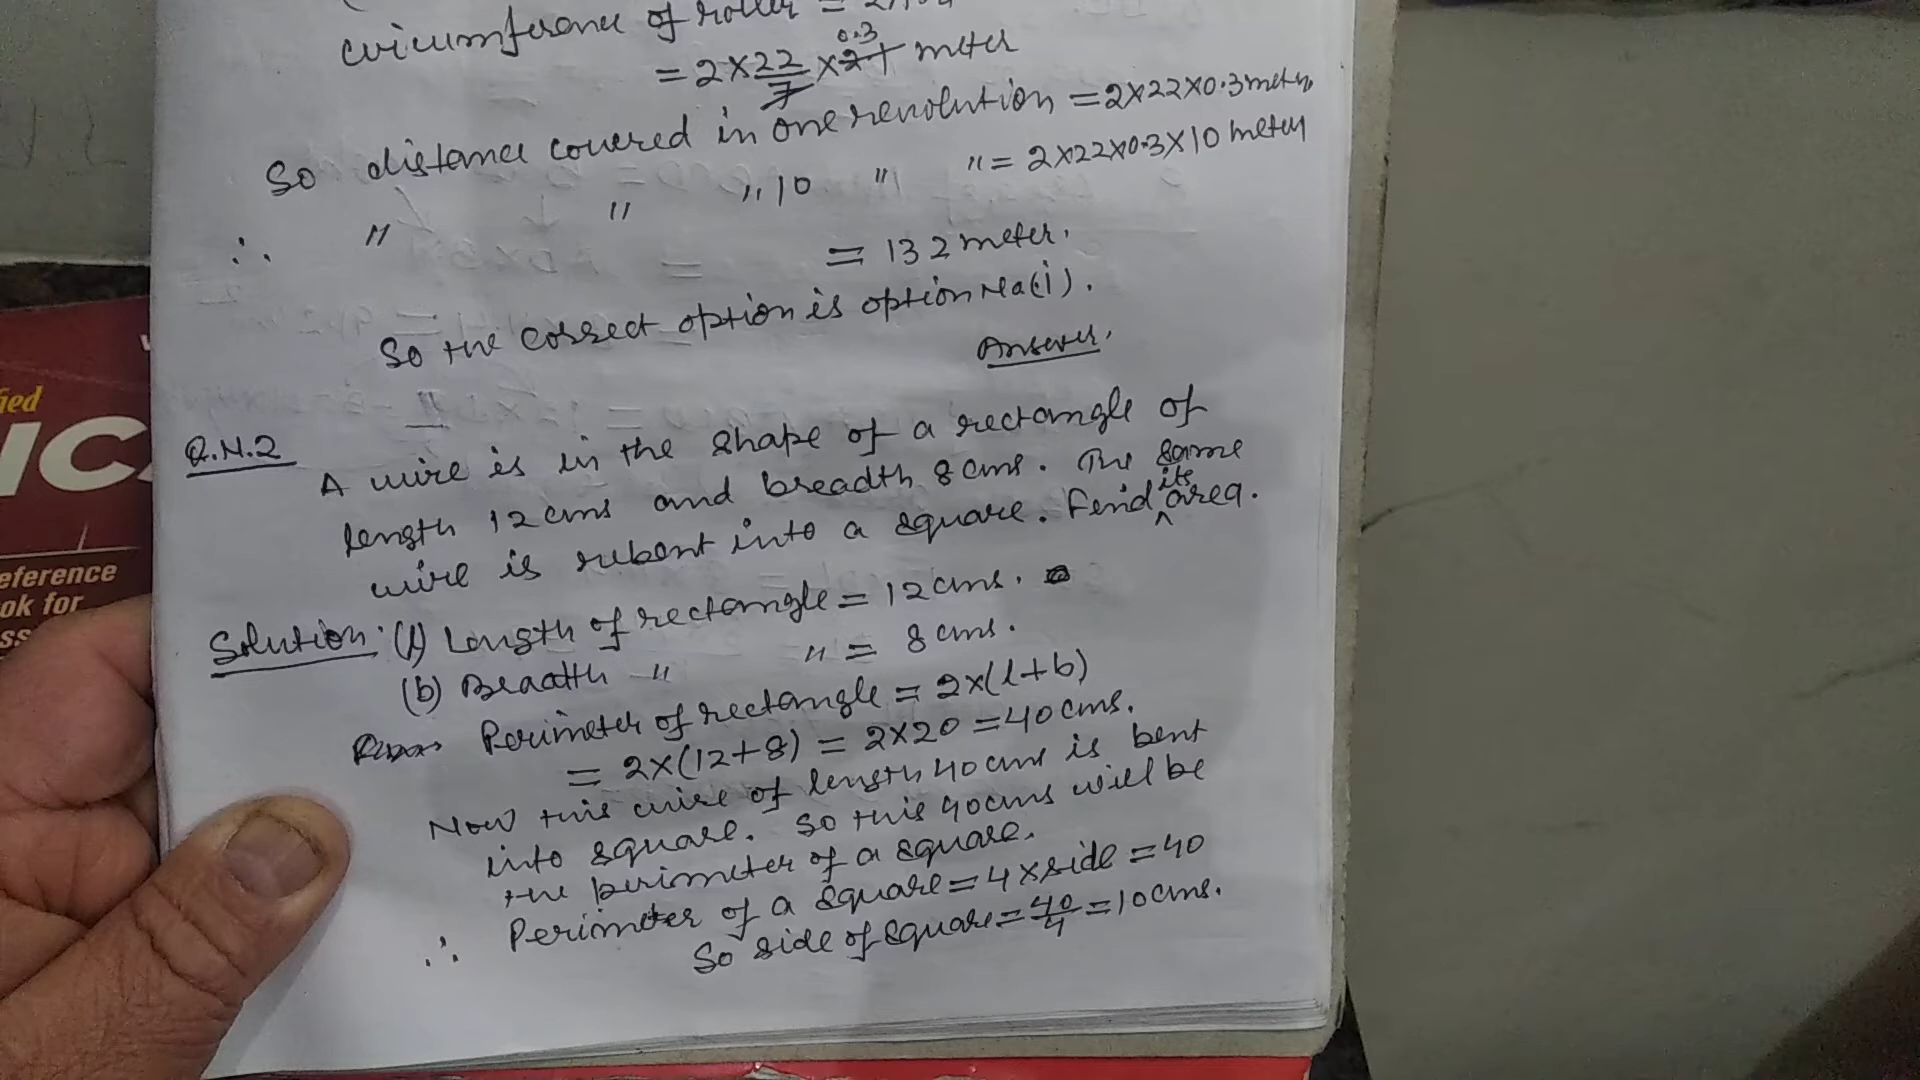 circumference of roller =
= 2×22/7 ×2.1 meter
0.3
So distance covered in one revolution = 2×22×0.3 meter
∴ " " " 10 " " = 2×22×0.3×10 meter
= 132 meter.
So the correct option is option No(i).
Answer.
Q.N.2
A wire is in the shape of a rectangle of
length 12 cms and breadth 8 cms. The same
wire is rebent into a square. Find its area.
Solution: (1) Length of rectangle = 12 cms.
(b) Breadth " " = 8 cms.
Perimeter of rectangle = 2×(l+b)
= 2×(12+8) = 2×20 = 40 cms.
Now this wire of length 40 cms is bent
into square. So this 40 cms will be
the perimeter of a square.
∴ Perimeter of a square = 4×side = 40
So side of square = 40/4 = 10 cms.
ied
IC
eference
ok for
ss